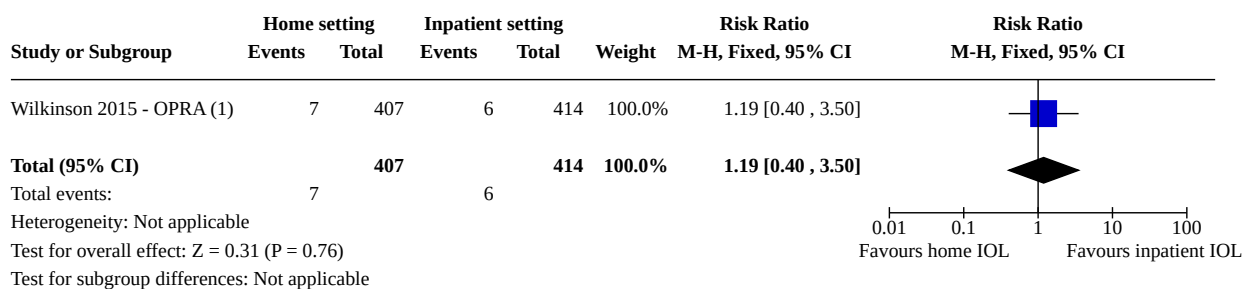 Home setting Inpatient setting Risk Ratio Risk Ratio
Study or Subgroup Events Total Events Total Weight M-H, Fixed, 95% CI M-H, Fixed, 95% CI
Wilkinson 2015 - OPRA (1) 7 407 6 414 100.0% 1.19 [0.40 , 3.50]
Total (95% CI) 407 414 100.0% 1.19 [0.40 , 3.50]
Total events: 7 6
Heterogeneity: Not applicable
Test for overall effect: Z = 0.31 (P = 0.76)
Test for subgroup differences: Not applicable
0.01 0.1 1 10 100
Favours home IOL Favours inpatient IOL